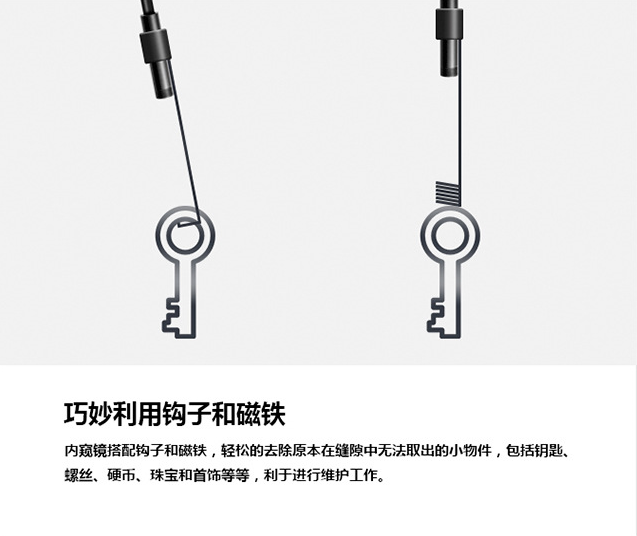 巧妙利用钩子和磁铁
内窥镜搭配钩子和磁铁，轻松的去除原本在缝隙中无法取出的小物件，包括钥匙、
螺丝、硬币、珠宝和首饰等等，利于进行维护工作。